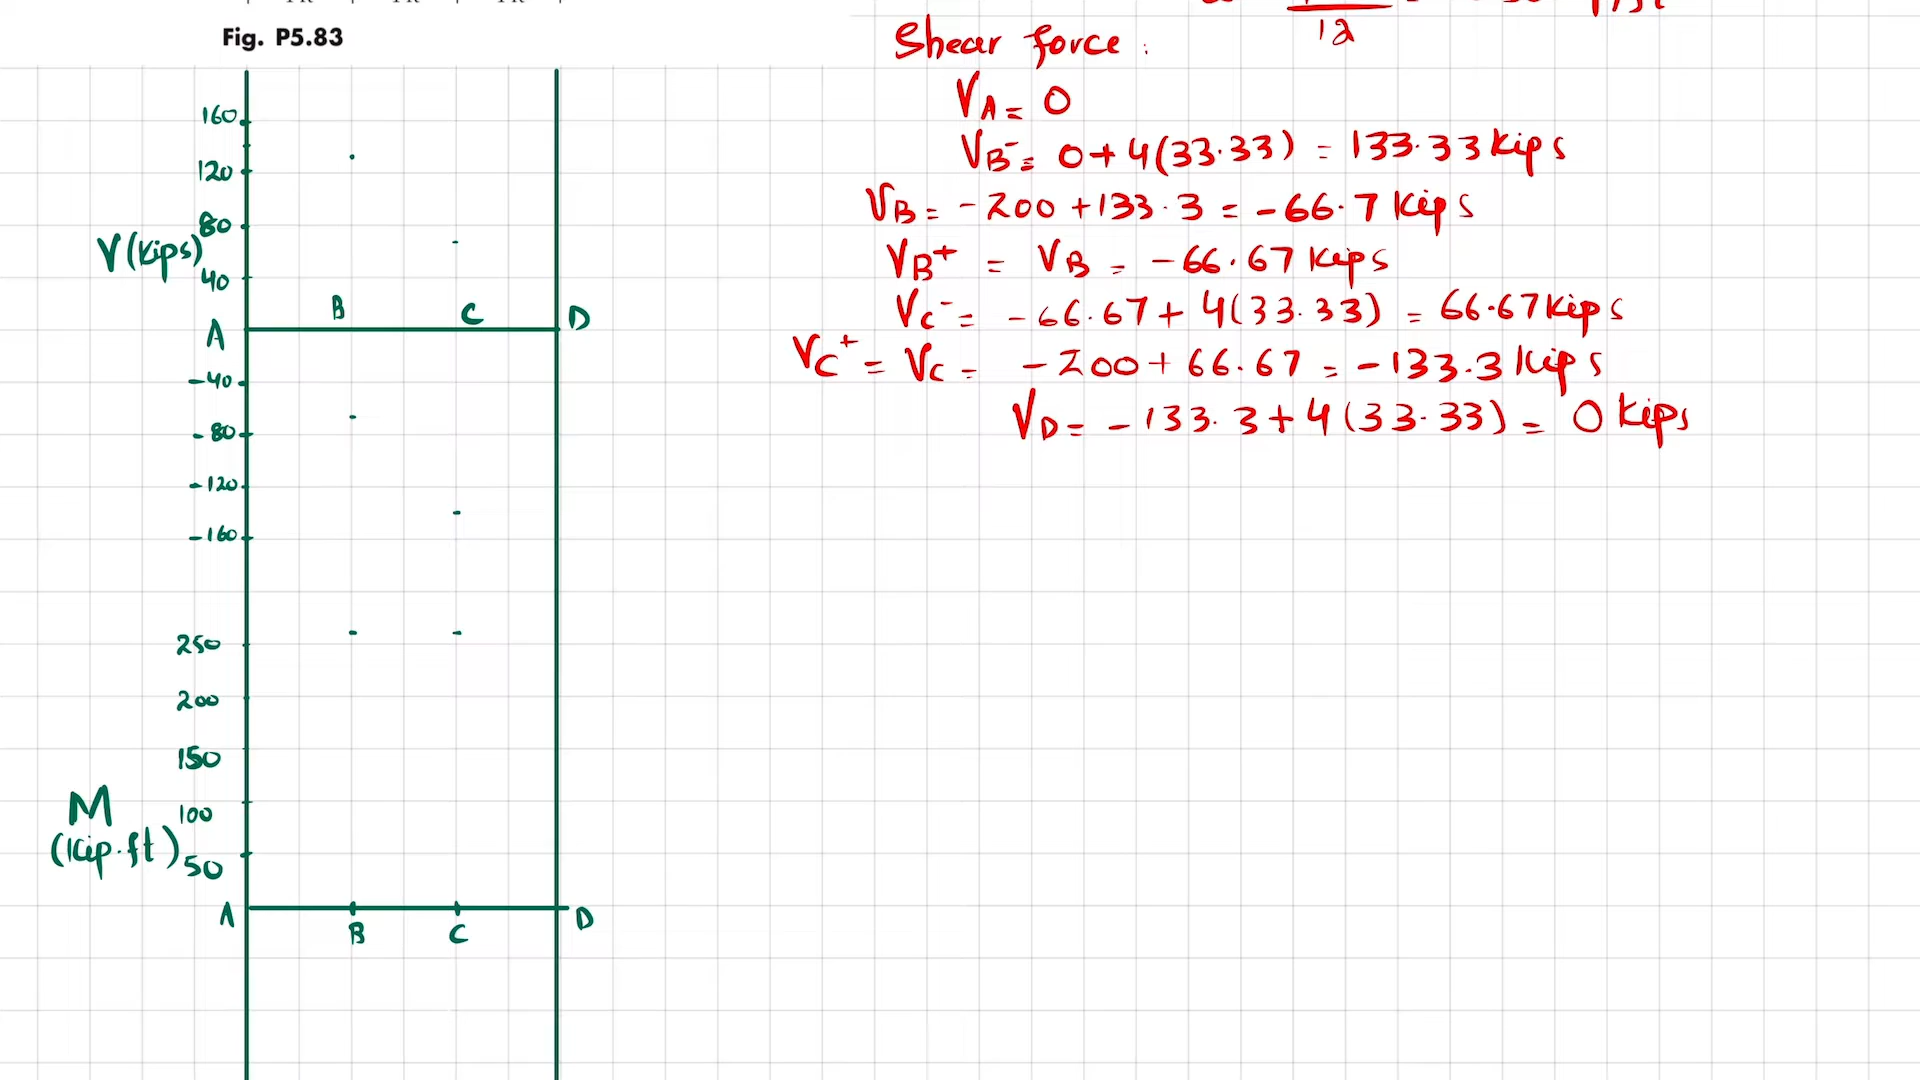 Fig. P5.83
12
Shear force :
V_A = 0
V_B^- = 0 + 4(33.33) = 133.33 kips
V_B = -200 + 133.3 = -66.7 kips
V_B^+ = V_B = -66.67 kips
V_C^- = -66.67 + 4(33.33) = 66.67 kips
V_C^+ = V_C = -200 + 66.67 = -133.3 kips
V_D = -133.3 + 4(33.33) = 0 kips
160
120
80
V (kips)
40
B C
A D
-40
-80
-120
-160
250
200
150
M
100
(kip.ft)
50
A D
B C